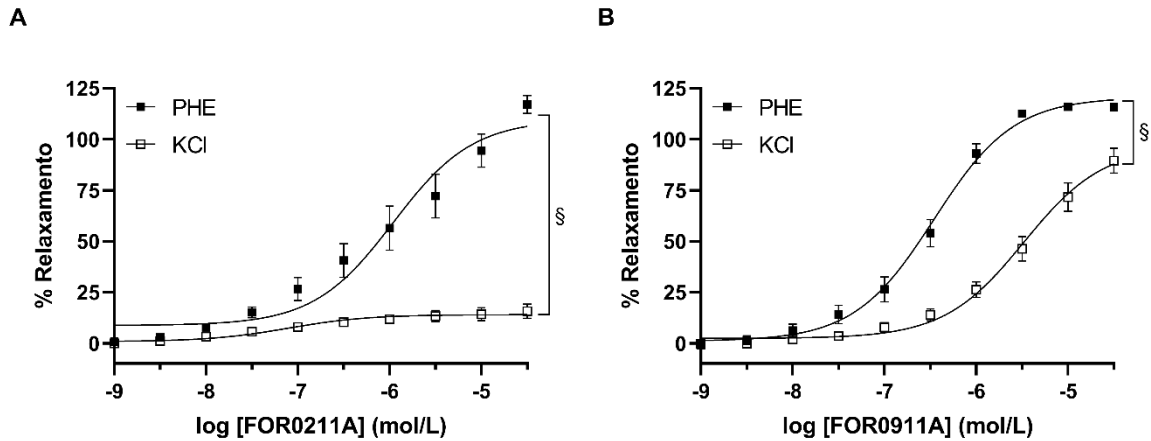 A
B
PHE
KCl
125
100
75
50
25
0
% Relaxamento
§
-9
-8
-7
-6
-5
log [FOR0211A] (mol/L)
PHE
KCl
125
100
75
50
25
0
% Relaxamento
§
-9
-8
-7
-6
-5
log [FOR0911A] (mol/L)